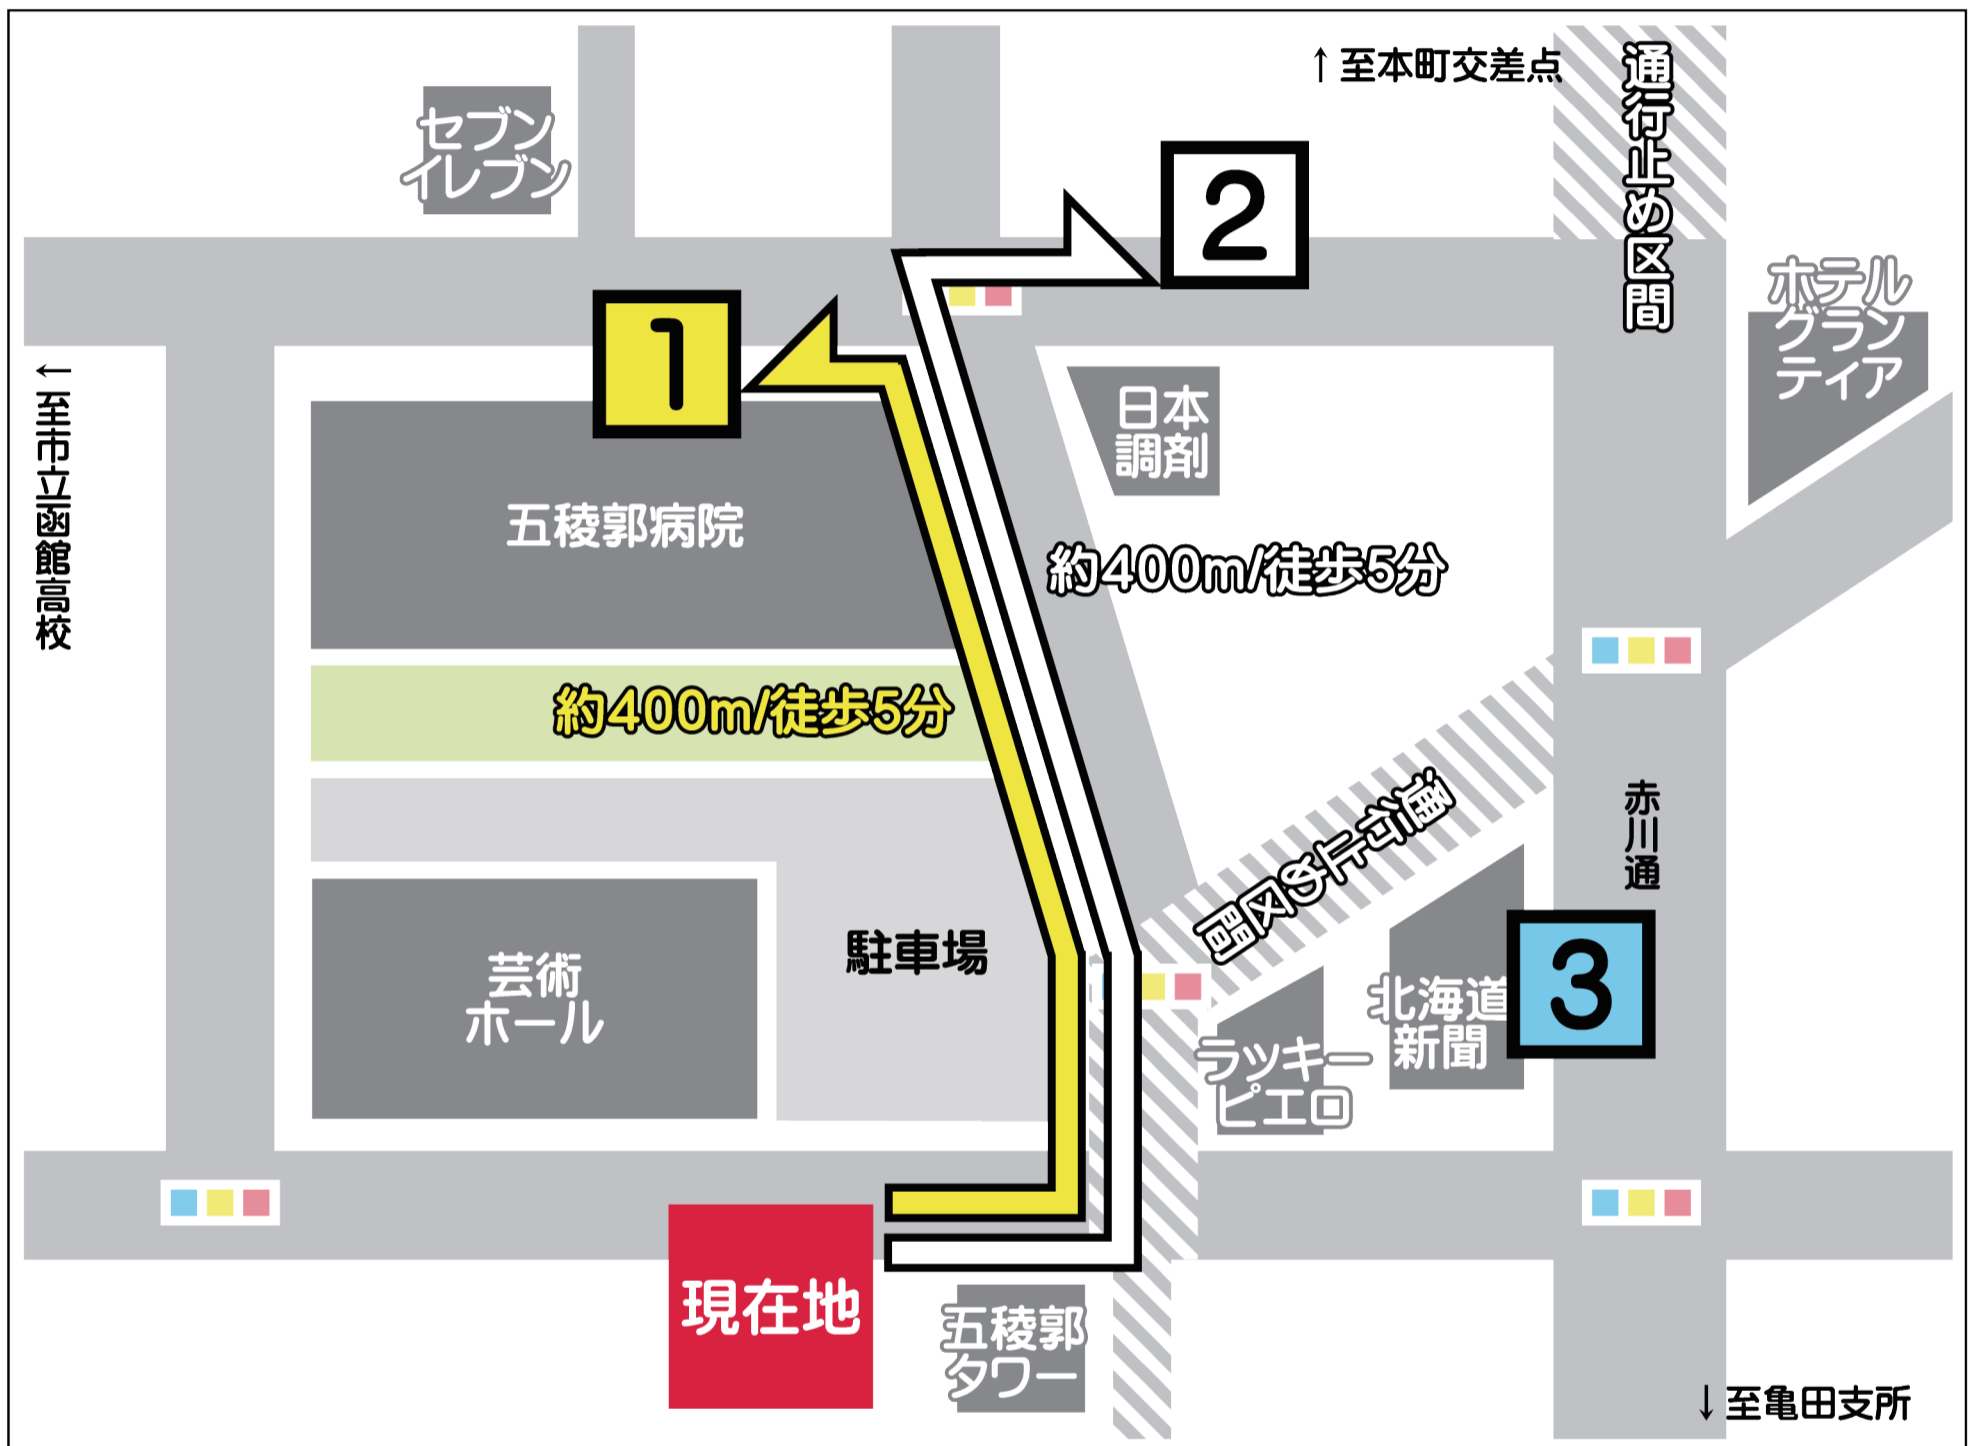 ↑至本町交差点
通行止め区間
セブン
イレブン
2
1
ホテル
グラン
ティア
←至市立函館高校
日本
調剤
五稜郭病院
約400m/徒歩5分
約400m/徒歩5分
通行止め区間
赤川通
駐車場
芸術
ホール
北海道
新聞
3
ラッキー
ピエロ
現在地
五稜郭
タワー
↓至亀田支所